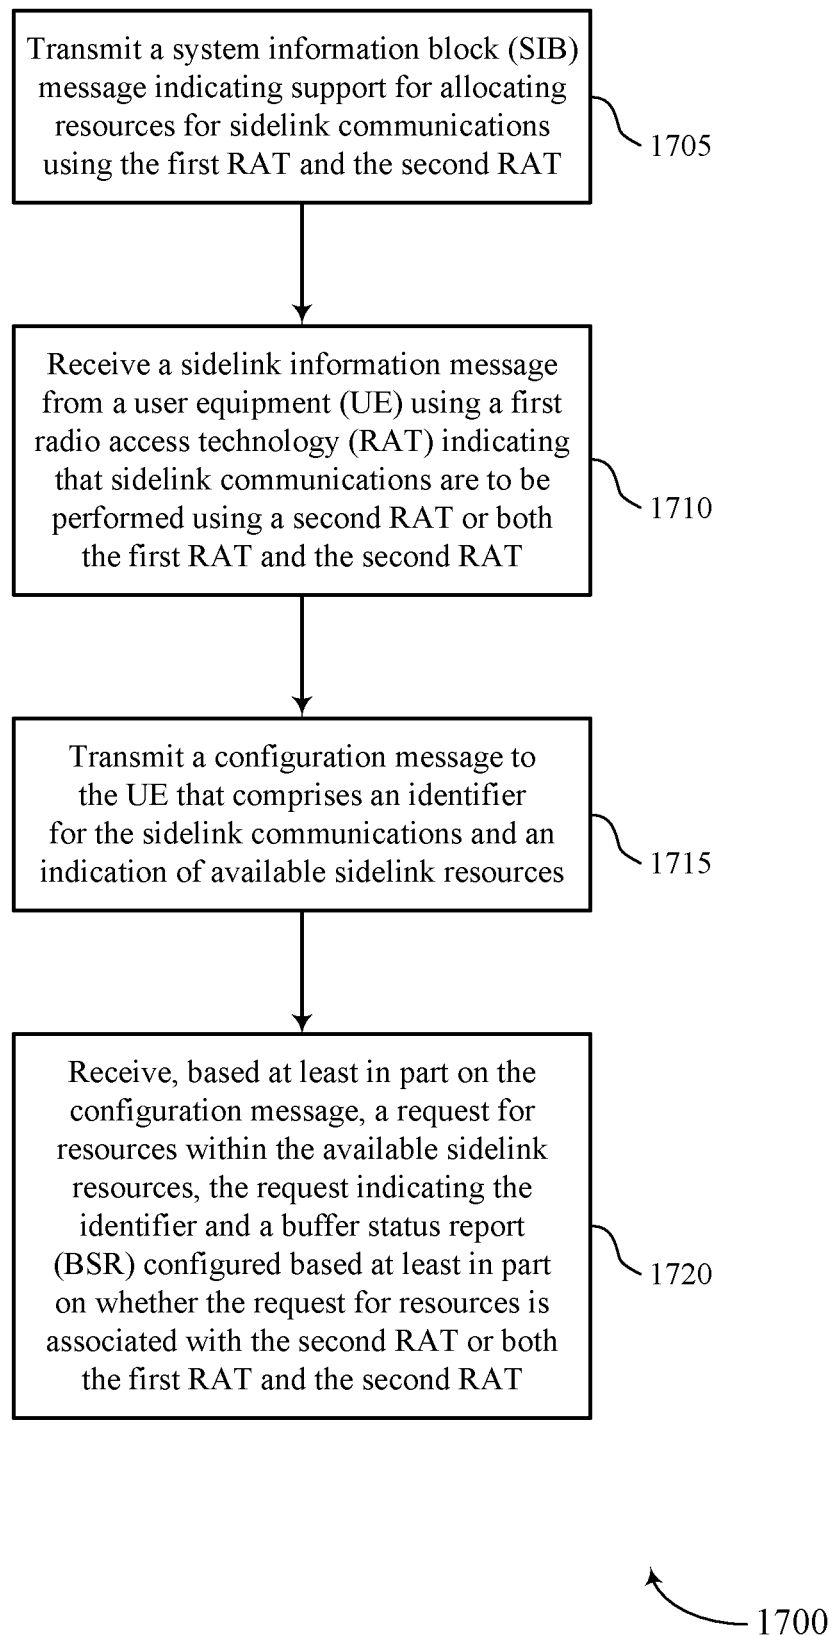 Transmit a system information block (SIB)
message indicating support for allocating
resources for sidelink communications
using the first RAT and the second RAT
1705
Receive a sidelink information message
from a user equipment (UE) using a first
radio access technology (RAT) indicating
that sidelink communications are to be
performed using a second RAT or both
the first RAT and the second RAT
1710
Transmit a configuration message to
the UE that comprises an identifier
for the sidelink communications and an
indication of available sidelink resources
1715
Receive, based at least in part on the
configuration message, a request for
resources within the available sidelink
resources, the request indicating the
identifier and a buffer status report
(BSR) configured based at least in part
on whether the request for resources is
associated with the second RAT or both
the first RAT and the second RAT
1720
1700